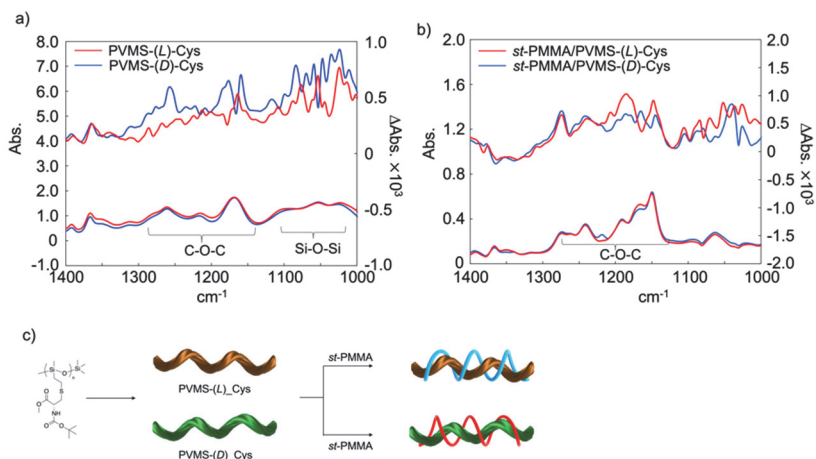 a)
PVMS-(L)-Cys
PVMS-(D)-Cys
8.0
7.0
6.0
5.0
4.0
3.0
2.0
1.0
0
-1.0
Abs.
1.0
0.5
0
-0.5
-1.0
ΔAbs. ×10³
C-O-C
Si-O-Si
1400
1300
1200
1100
1000
cm⁻¹
b)
st-PMMA/PVMS-(L)-Cys
st-PMMA/PVMS-(D)-Cys
2.0
1.6
1.2
0.8
0.4
0
Abs.
2.0
1.5
1.0
0.5
0
-0.5
-1.0
-1.5
-2.0
ΔAbs. ×10³
C-O-C
1400
1300
1200
1100
1000
cm⁻¹
c)
Si
O
Si
n
S
O
O
NH
O
O
PVMS-(L)_Cys
PVMS-(D)_Cys
st-PMMA
st-PMMA